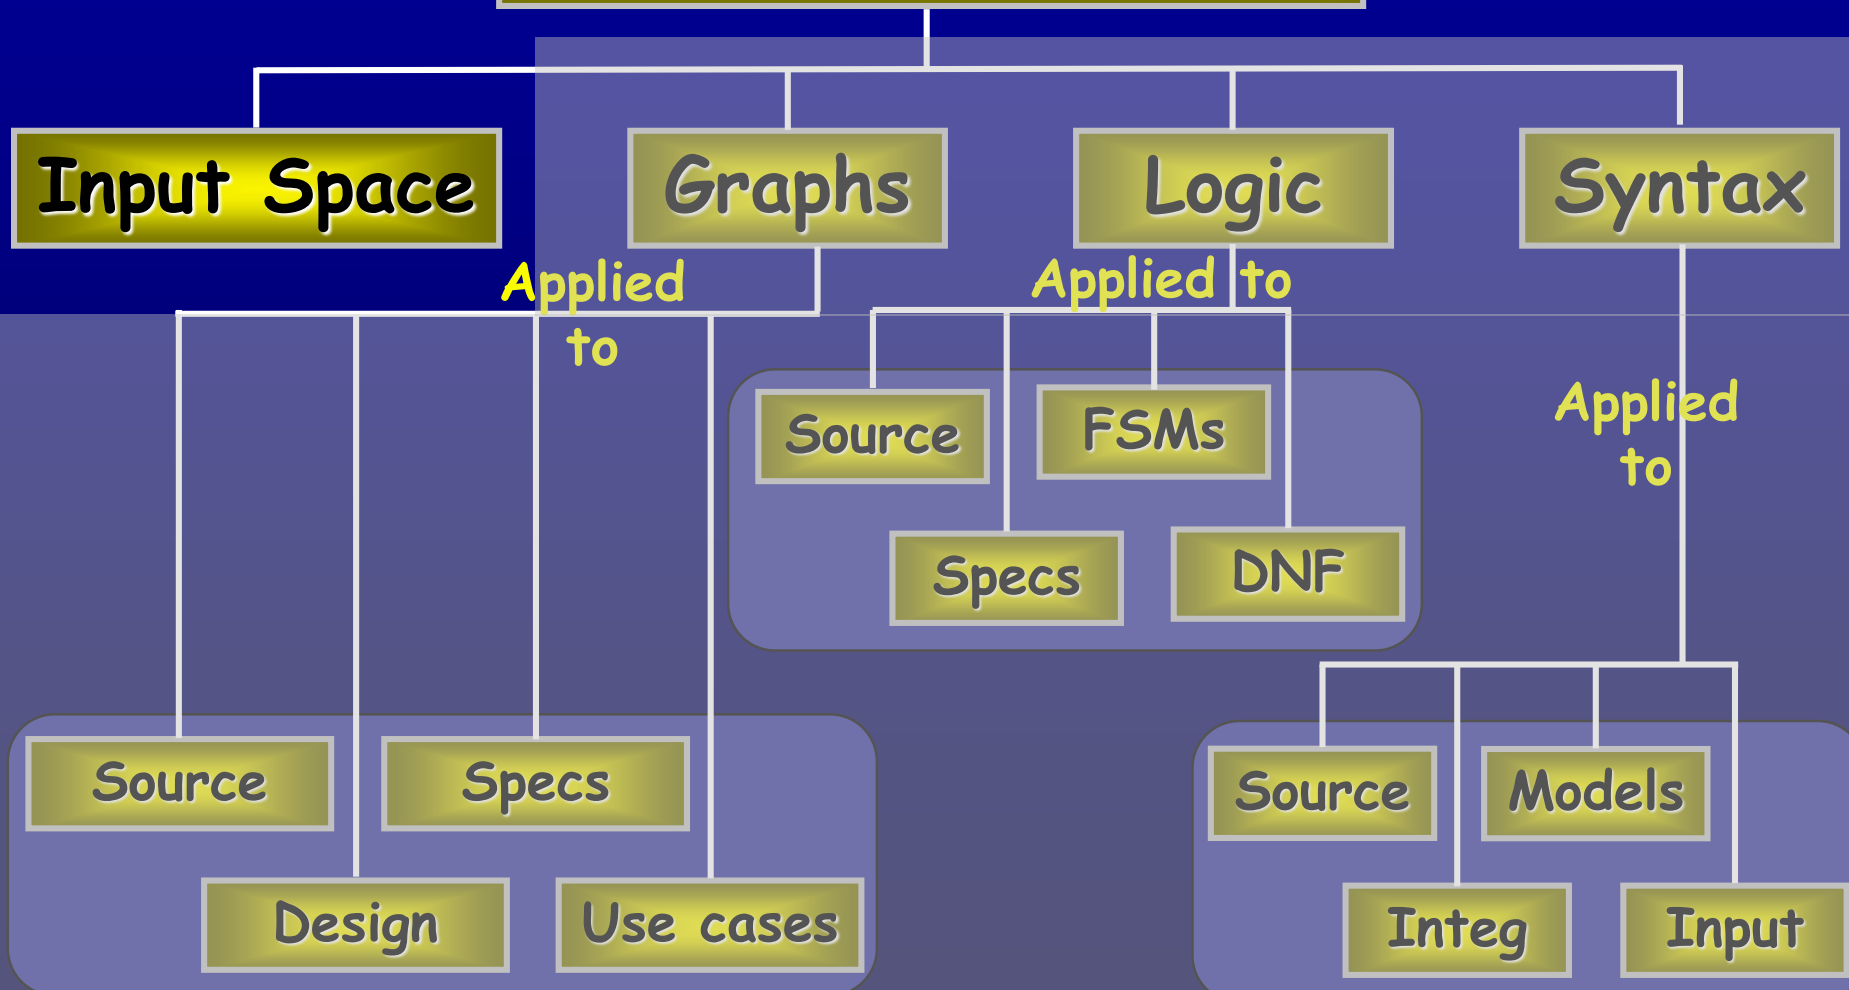 Input Space
Graphs
Logic
Syntax
Applied
to
Applied to
Applied
to
Source
FSMs
Specs
DNF
Source
Specs
Design
Use cases
Source
Models
Integ
Input